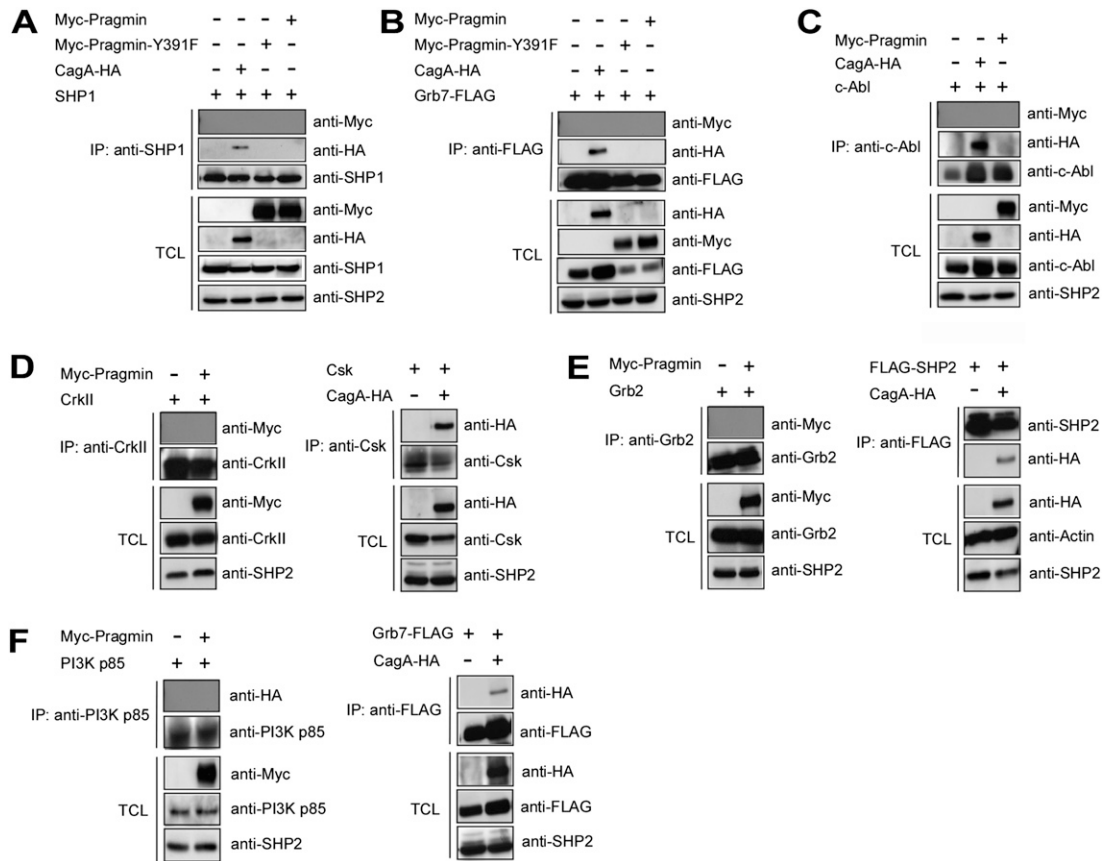 A
Myc-Pragmin - - - +
Myc-Pragmin-Y391F - - + -
CagA-HA - + - -
SHP1 + + + +
IP: anti-SHP1
anti-Myc
anti-HA
anti-SHP1
TCL
anti-Myc
anti-HA
anti-SHP1
anti-SHP2
B
Myc-Pragmin - - - +
Myc-Pragmin-Y391F - - + -
CagA-HA - + - -
Grb7-FLAG + + + +
IP: anti-FLAG
anti-Myc
anti-HA
anti-FLAG
TCL
anti-HA
anti-Myc
anti-FLAG
anti-SHP2
C
Myc-Pragmin - - +
CagA-HA - + -
c-Abl + + +
IP: anti-c-Abl
anti-Myc
anti-HA
anti-c-Abl
TCL
anti-Myc
anti-HA
anti-c-Abl
anti-SHP2
D
Myc-Pragmin - +
CrkII + +
IP: anti-CrkII
anti-Myc
anti-CrkII
TCL
anti-Myc
anti-CrkII
anti-SHP2
Csk + +
CagA-HA - +
IP: anti-Csk
anti-HA
anti-Csk
TCL
anti-HA
anti-Csk
anti-SHP2
E
Myc-Pragmin - +
Grb2 + +
IP: anti-Grb2
anti-Myc
anti-Grb2
TCL
anti-Myc
anti-Grb2
anti-SHP2
FLAG-SHP2 + +
CagA-HA - +
IP: anti-FLAG
anti-SHP2
anti-HA
TCL
anti-HA
anti-Actin
anti-SHP2
F
Myc-Pragmin - +
PI3K p85 + +
IP: anti-PI3K p85
anti-HA
anti-PI3K p85
TCL
anti-Myc
anti-PI3K p85
anti-SHP2
Grb7-FLAG + +
CagA-HA - +
IP: anti-FLAG
anti-HA
anti-FLAG
TCL
anti-HA
anti-FLAG
anti-SHP2